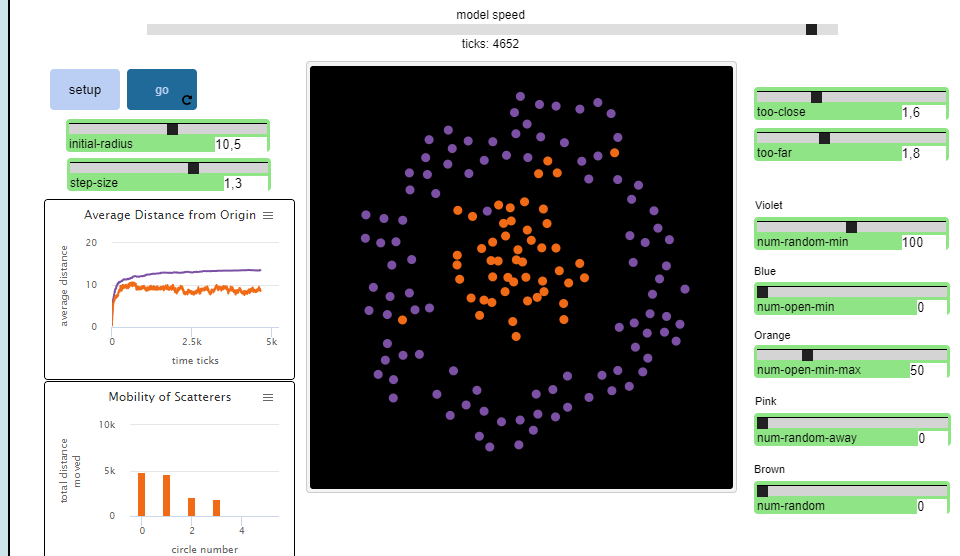 model speed
ticks: 4652
setup
go
initial-radius 10,5
step-size 1,3
Average Distance from Origin
average distance
20
10
0
0 2.5k 5k
time ticks
Mobility of Scatterers
total distance
moved
10k
5k
0
0 2 4
circle number
too-close 1,6
too-far 1,8
Violet
num-random-min 100
Blue
num-open-min 0
Orange
num-open-min-max 50
Pink
num-random-away 0
Brown
num-random 0